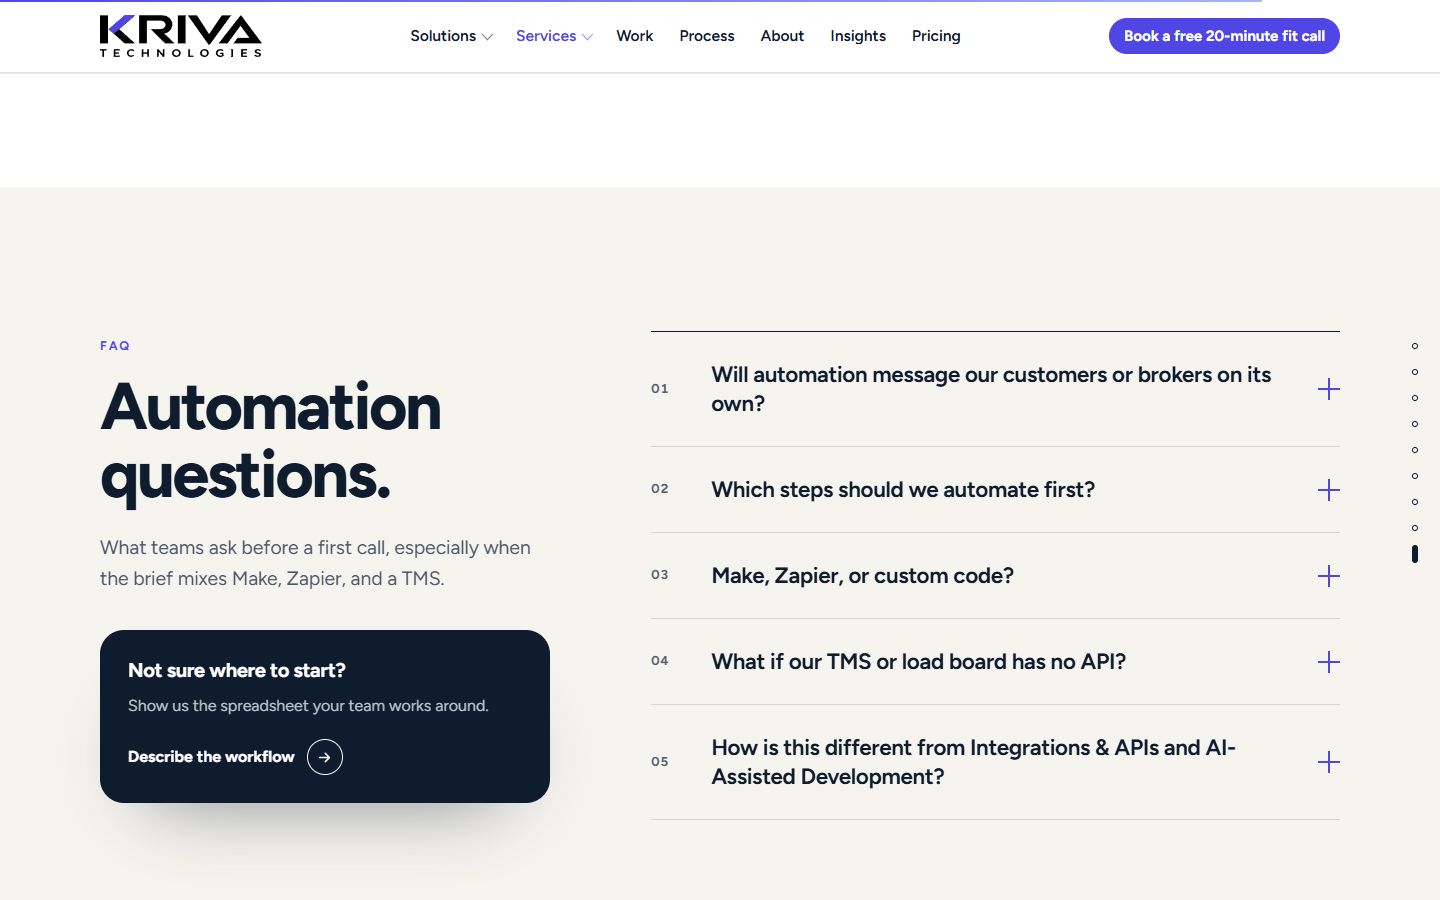 KRIVA
TECHNOLOGIES
Solutions
Services
Work
Process
About
Insights
Pricing
Book a free 20-minute fit call
FAQ
Automation
questions.
What teams ask before a first call, especially when
the brief mixes Make, Zapier, and a TMS.
Not sure where to start?
Show us the spreadsheet your team works around.
Describe the workflow
01
Will automation message our customers or brokers on its
own?
02
Which steps should we automate first?
03
Make, Zapier, or custom code?
04
What if our TMS or load board has no API?
05
How is this different from Integrations & APIs and AI-
Assisted Development?